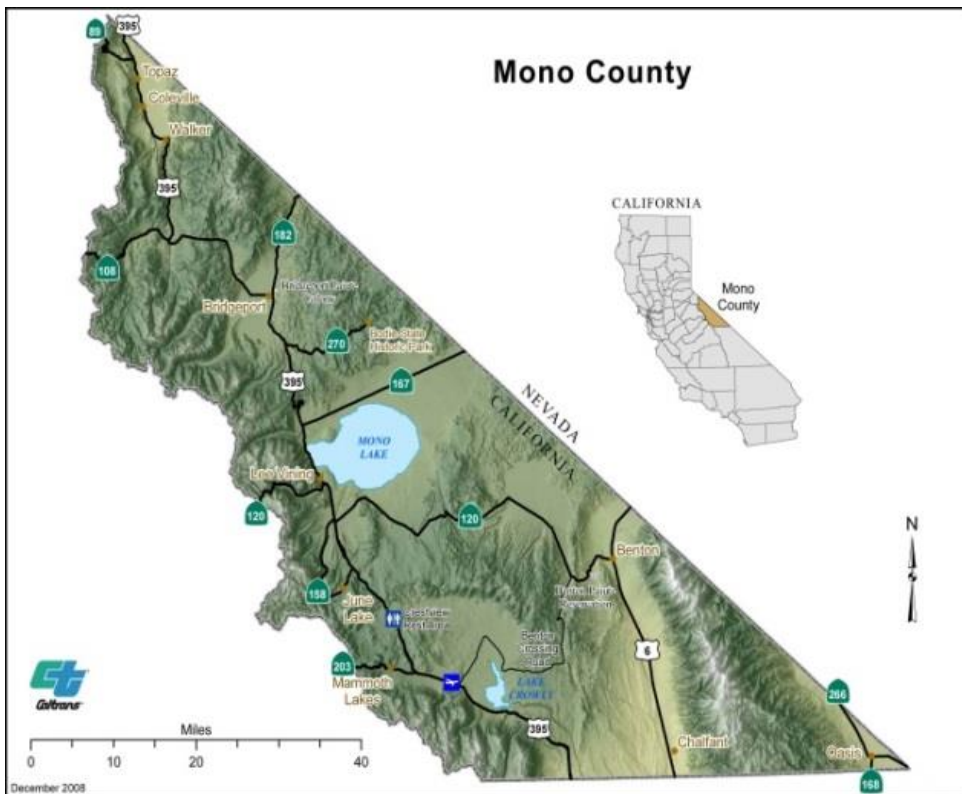 Mono County
89
395
Topaz
Coleville
Walker
395
182
108
Bridgeport
Bodie State
Historic Park
270
395
167
MONO
LAKE
NEVADA
CALIFORNIA
CALIFORNIA
Mono
County
Lee Vining
120
120
Benton
158
June
Lake
Crestview
Rest Area
Benton
Crossing
Road
6
203
Mammoth
Lakes
LAKE
CROWLEY
395
Chalfant
266
Oasis
168
N
Ct
Caltrans
Miles
0
10
20
40
December 2008